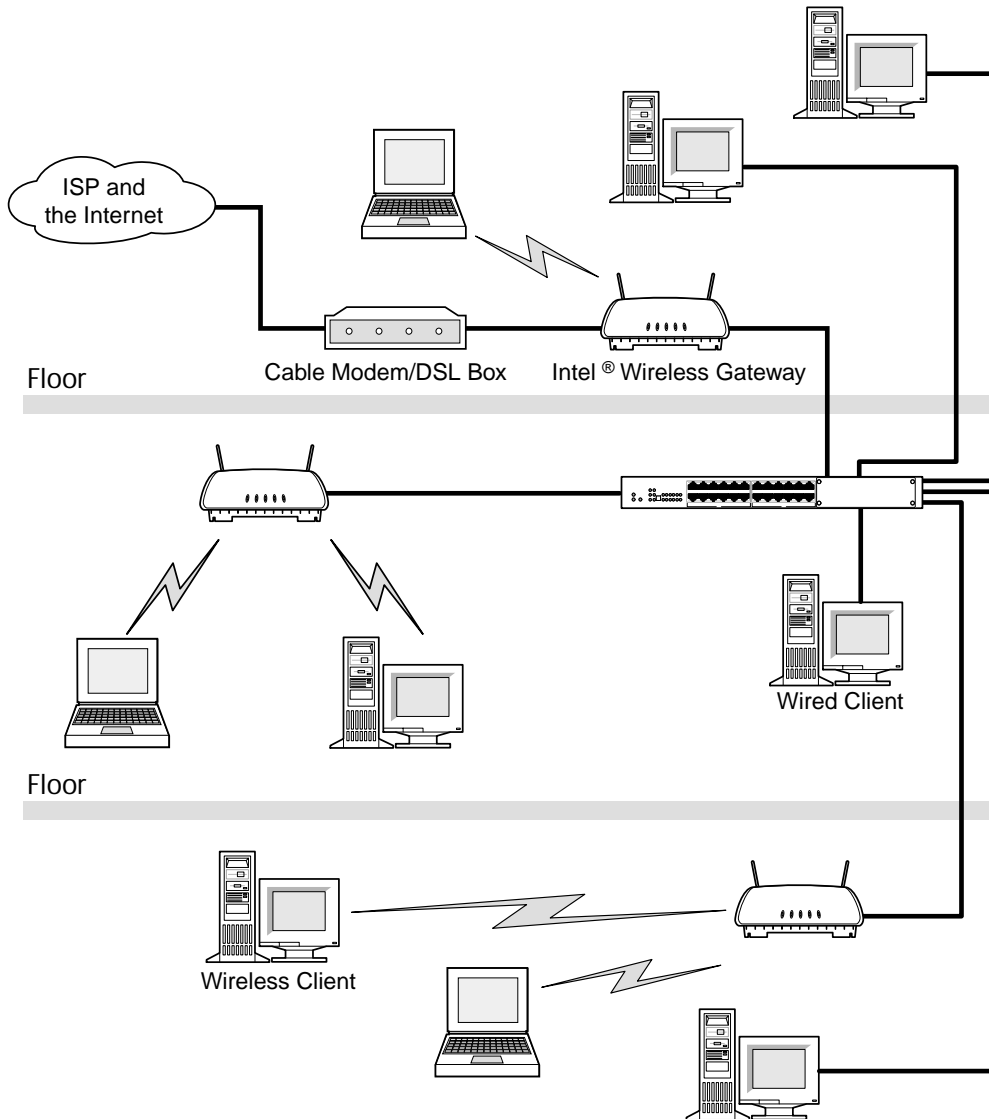 ISP and
the Internet
Cable Modem/DSL Box
Intel ® Wireless Gateway
Floor
Wired Client
Floor
Wireless Client